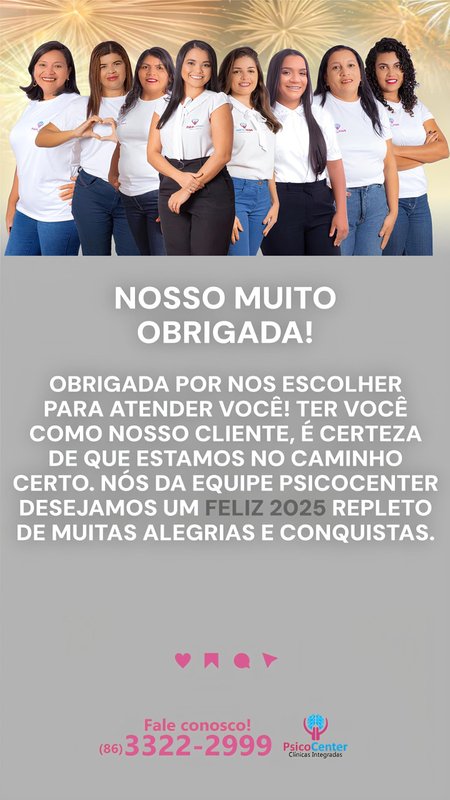 NOSSO MUITO
OBRIGADA!
OBRIGADA POR NOS ESCOLHER
PARA ATENDER VOCÊ! TER VOCÊ
COMO NOSSO CLIENTE, É CERTEZA
DE QUE ESTAMOS NO CAMINHO
CERTO. NÓS DA EQUIPE PSICOCENTER
DESEJAMOS UM FELIZ 2025 REPLETO
DE MUITAS ALEGRIAS E CONQUISTAS.
Fale conosco!
(86) 3322-2999
PsicoCenter
Clínicas Integradas